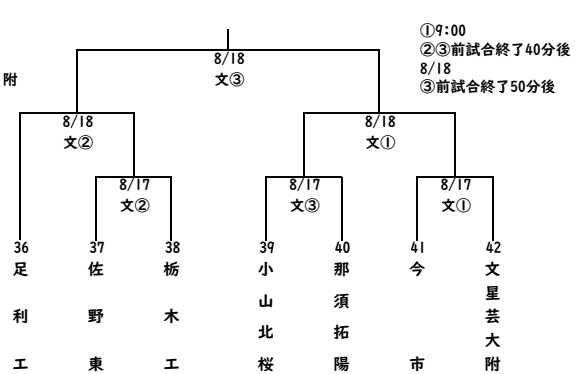 ①9:00
②③前試合終了40分後
8/18
③前試合終了50分後
附
8/18
文③
8/18
文②
8/18
文①
8/17
文②
8/17
文③
8/17
文①
36
足利工
37
佐野東
38
栃木工
39
小山北桜
40
那須拓陽
41
今市
42
文星芸大附